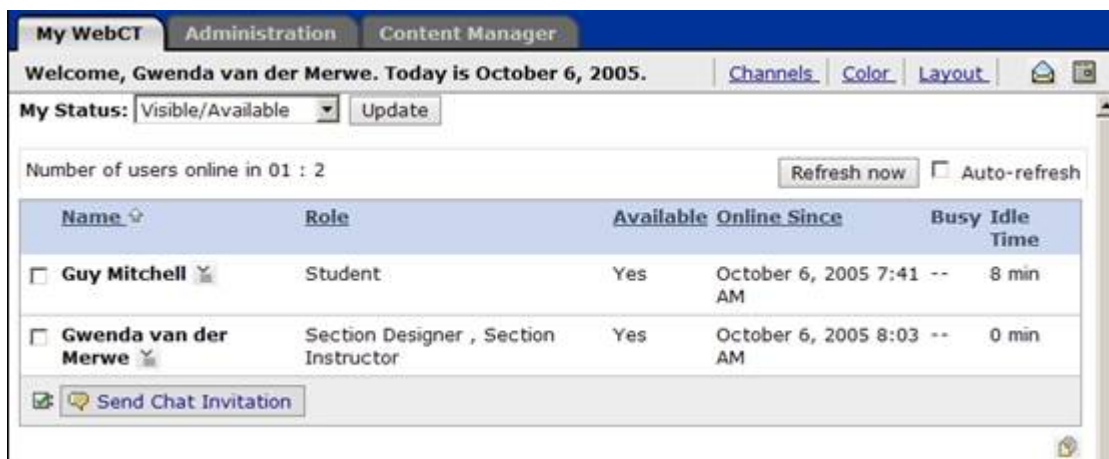 My WebCT Administration Content Manager
Welcome, Gwenda van der Merwe. Today is October 6, 2005. Channels Color Layout
My Status: Visible/Available Update
Number of users online in 01 : 2 Refresh now Auto-refresh
Name Role Available Online Since Busy Idle
Time
Guy Mitchell Student Yes October 6, 2005 7:41 -- 8 min
AM
Gwenda van der Section Designer , Section Yes October 6, 2005 8:03 -- 0 min
Merwe Instructor AM
Send Chat Invitation